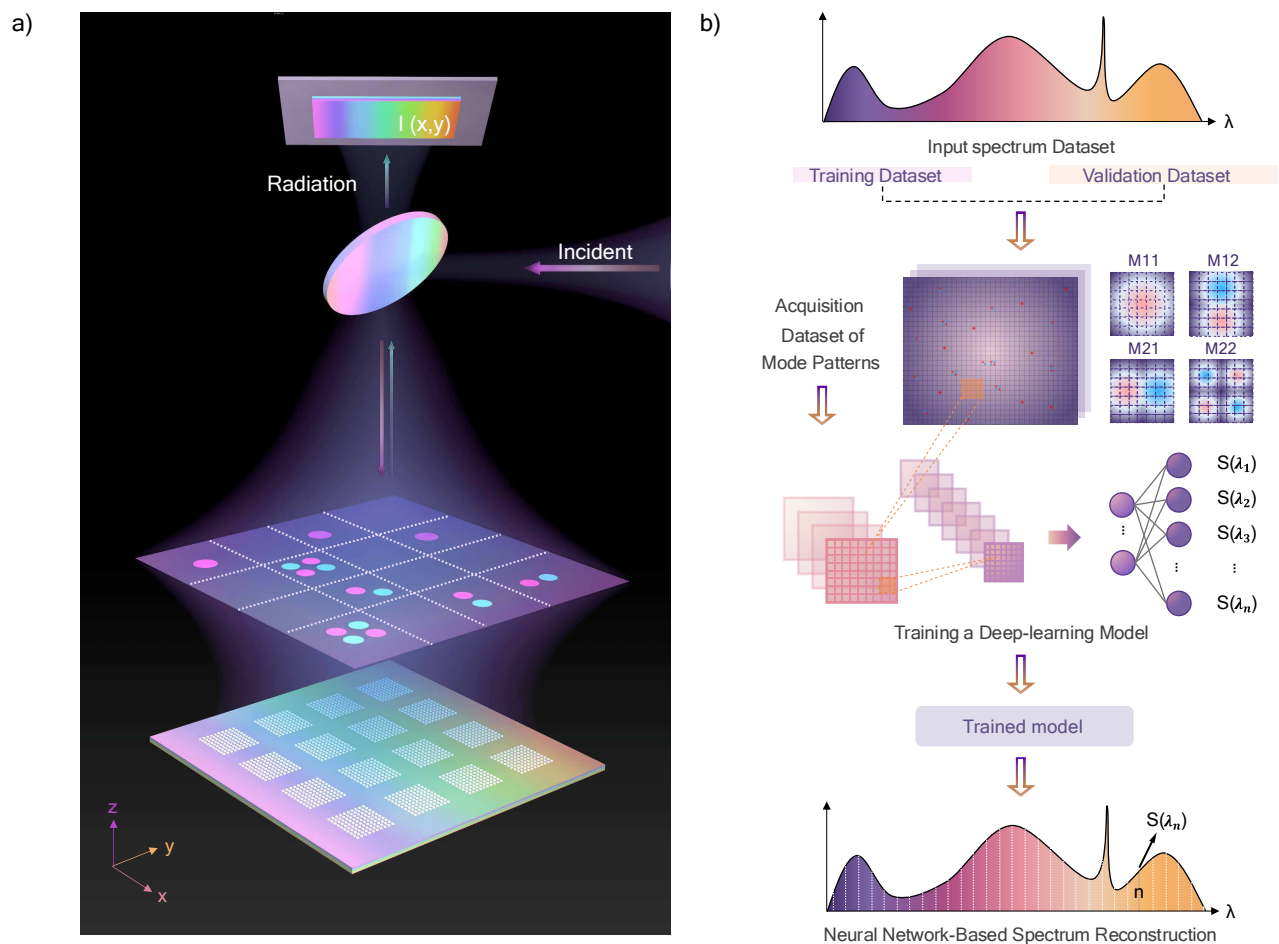 a)
I (x,y)
Radiation
Incident
z
y
x
b)
λ
Input spectrum Dataset
Training Dataset
Validation Dataset
Acquisition
Dataset of
Mode Patterns
M11
M12
M21
M22
S(λ₁)
S(λ₂)
S(λ₃)
...
...
...
S(λₙ)
Training a Deep-learning Model
Trained model
S(λₙ)
n
λ
Neural Network-Based Spectrum Reconstruction